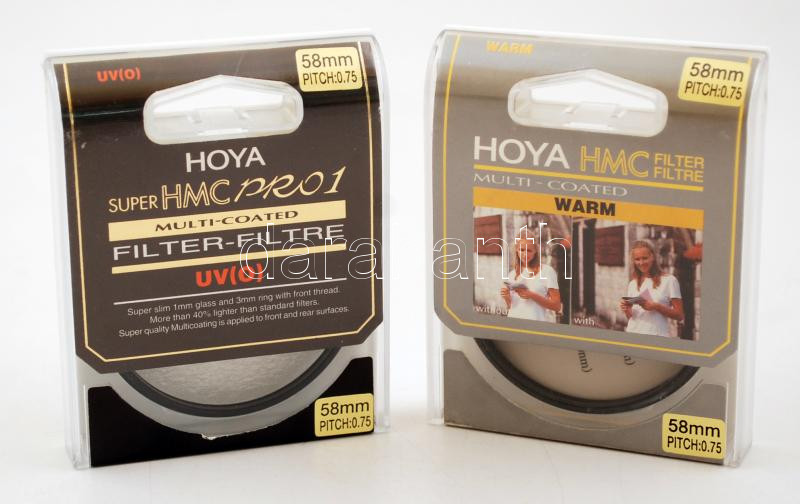 UV(O)
58mm
PITCH:0.75
HOYA
SUPER HMC PRO1
MULTI-COATED
FILTER-FILTRE
UV(O)
Super slim 1mm glass and 3mm ring with front thread.
More than 40% lighter than standard filters.
Super quality Multicoating is applied to front and rear surfaces.
58mm
PITCH:0.75
WARM
58mm
PITCH:0.75
HOYA HMC FILTER
FILTRE
MULTI-COATED
WARM
without
with
58mm
PITCH:0.75